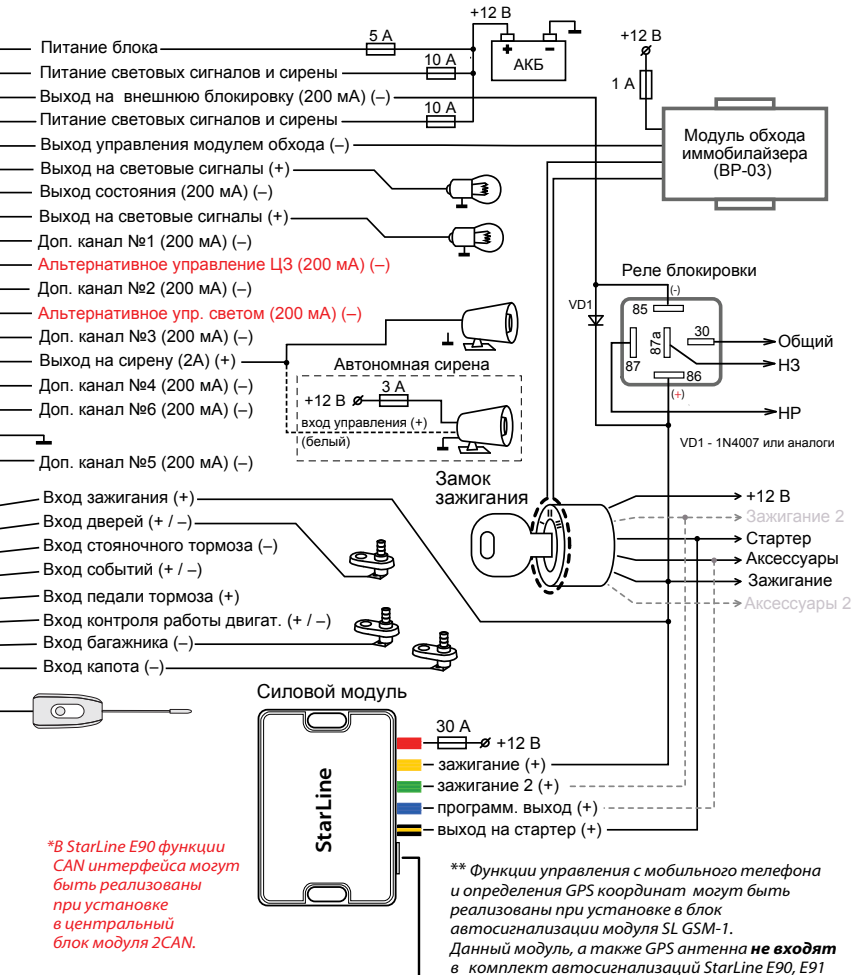 +12 В
Питание блока
5 А
+ −
АКБ
Питание световых сигналов и сирены
10 А
Выход на внешнюю блокировку (200 мА) (–)
Питание световых сигналов и сирены
10 А
Выход управления модулем обхода (–)
Выход на световые сигналы (+)
Выход состояния (200 мА) (–)
Выход на световые сигналы (+)
Доп. канал №1 (200 мА) (–)
Альтернативное управление ЦЗ (200 мА) (–)
Доп. канал №2 (200 мА) (–)
Альтернативное упр. светом (200 мА) (–)
Доп. канал №3 (200 мА) (–)
Выход на сирену (2А) (+)
Доп. канал №4 (200 мА) (–)
Доп. канал №6 (200 мА) (–)
Доп. канал №5 (200 мА) (–)
+12 В
1 А
Модуль обхода
иммобилайзера
(BP-03)
Реле блокировки
(-)
VD1
85
30
87a
87
86
(+)
Общий
НЗ
НР
VD1 - 1N4007 или аналоги
Автономная сирена
+12 В
3 А
вход управления (+)
(белый)
Вход зажигания (+)
Вход дверей (+ / –)
Вход стояночного тормоза (–)
Вход событий (+ / –)
Вход педали тормоза (+)
Вход контроля работы двигат. (+ / –)
Вход багажника (–)
Вход капота (–)
Замок
зажигания
I II III
+12 В
Зажигание 2
Стартер
Аксессуары
Зажигание
Аксессуары 2
Силовой модуль
StarLine
30 А
+12 В
зажигание (+)
зажигание 2 (+)
программ. выход (+)
выход на стартер (+)
*В StarLine E90 функции
CAN интерфейса могут
быть реализованы
при установке
в центральный
блок модуля 2CAN.
** Функции управления с мобильного телефона
и определения GPS координат могут быть
реализованы при установке в блок
автосигнализации модуля SL GSM-1.
Данный модуль, а также GPS антенна не входят
в комплект автосигнализаций StarLine E90, E91